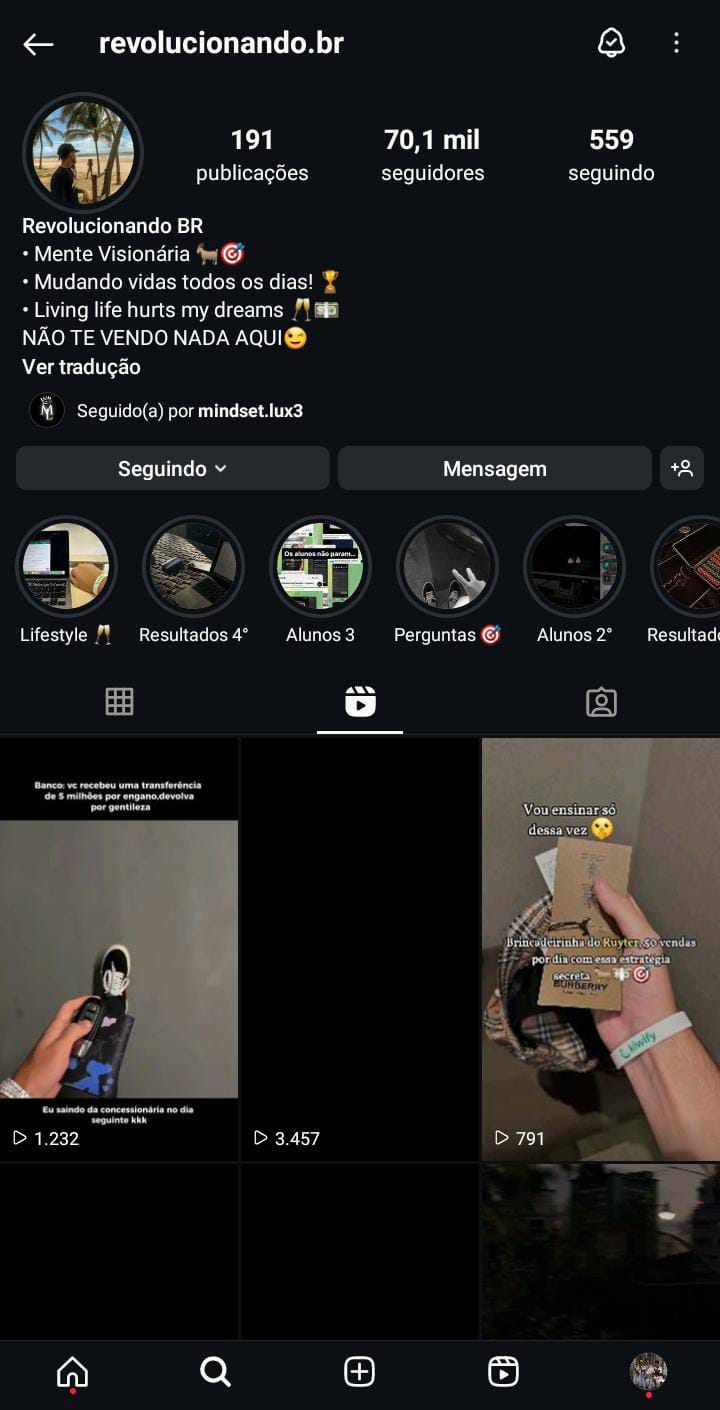 revolucionando.br
191
publicações
70,1 mil
seguidores
559
seguindo
Revolucionando BR
• Mente Visionária 🐐🎯
• Mudando vidas todos os dias! 🏆
• Living life hurts my dreams 🥂💵
NÃO TE VENDO NADA AQUI😉
Ver tradução
Seguido(a) por mindset.lux3
Seguindo
Mensagem
Os alunos não param...
Lifestyle 🥂
Resultados 4°
Alunos 3
Perguntas 🎯
Alunos 2°
Resultado
Banco: vc recebeu uma transferência
de 5 milhões por engano,devolva
por gentileza
Eu saindo da concessionária no dia
seguinte kkk
1.232
3.457
Vou ensinar só
dessa vez 🤫
Brincadeirinha do Ruyter, 50 vendas
por dia com essa estratégia
secreta
BURBERRY
kiwify
791